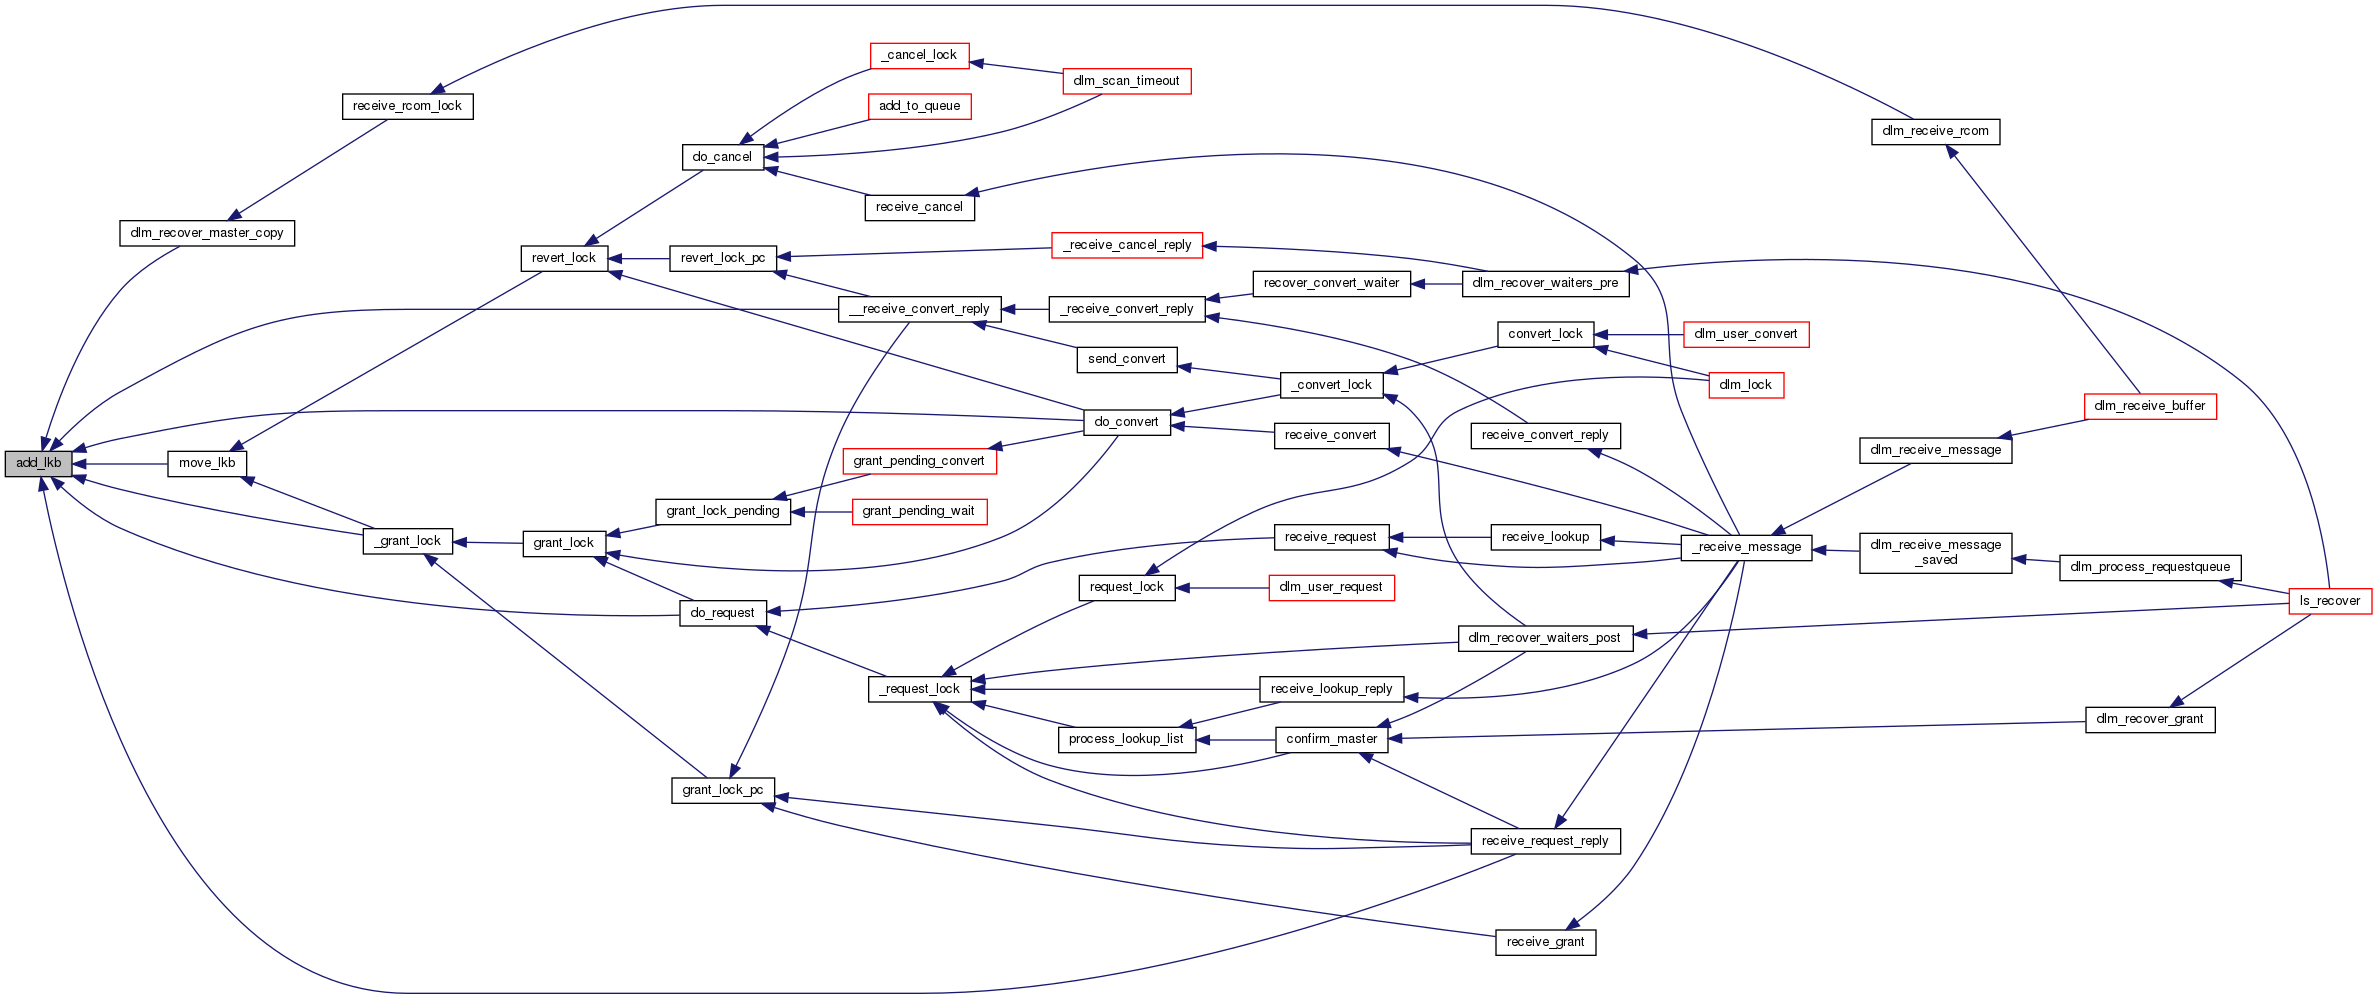 _cancel_lock
dlm_scan_timeout
receive_rcom_lock
add_to_queue
dlm_receive_rcom
do_cancel
receive_cancel
dlm_recover_master_copy
_receive_cancel_reply
revert_lock
revert_lock_pc
recover_convert_waiter
dlm_recover_waiters_pre
__receive_convert_reply
_receive_convert_reply
convert_lock
dlm_user_convert
send_convert
_convert_lock
dlm_lock
dlm_receive_buffer
do_convert
receive_convert
receive_convert_reply
dlm_receive_message
add_lkb
move_lkb
grant_pending_convert
grant_lock_pending
grant_pending_wait
_grant_lock
grant_lock
receive_request
receive_lookup
_receive_message
dlm_receive_message
_saved
dlm_process_requestqueue
request_lock
dlm_user_request
ls_recover
do_request
dlm_recover_waiters_post
_request_lock
receive_lookup_reply
dlm_recover_grant
process_lookup_list
confirm_master
grant_lock_pc
receive_request_reply
receive_grant